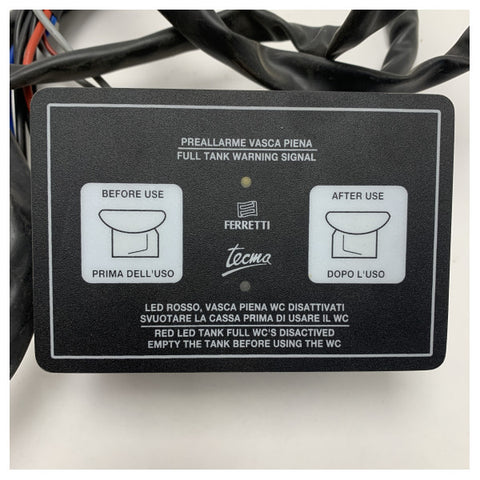 PREALLARME VASCA PIENA
FULL TANK WARNING SIGNAL
BEFORE USE
PRIMA DELL'USO
FERRETTI
tecma
AFTER USE
DOPO L'USO
LED ROSSO, VASCA PIENA WC DISATTIVATI
SVUOTARE LA CASSA PRIMA DI USARE IL WC
RED LED TANK FULL WC'S DISACTIVED
EMPTY THE TANK BEFORE USING THE WC